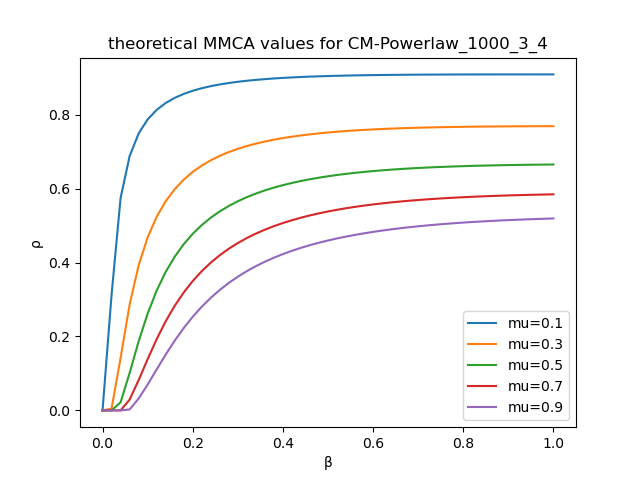 theoretical MMCA values for CM-Powerlaw_1000_3_4
ρ
0.8
0.6
0.4
0.2
0.0
0.0 0.2 0.4 0.6 0.8 1.0
β
mu=0.1
mu=0.3
mu=0.5
mu=0.7
mu=0.9